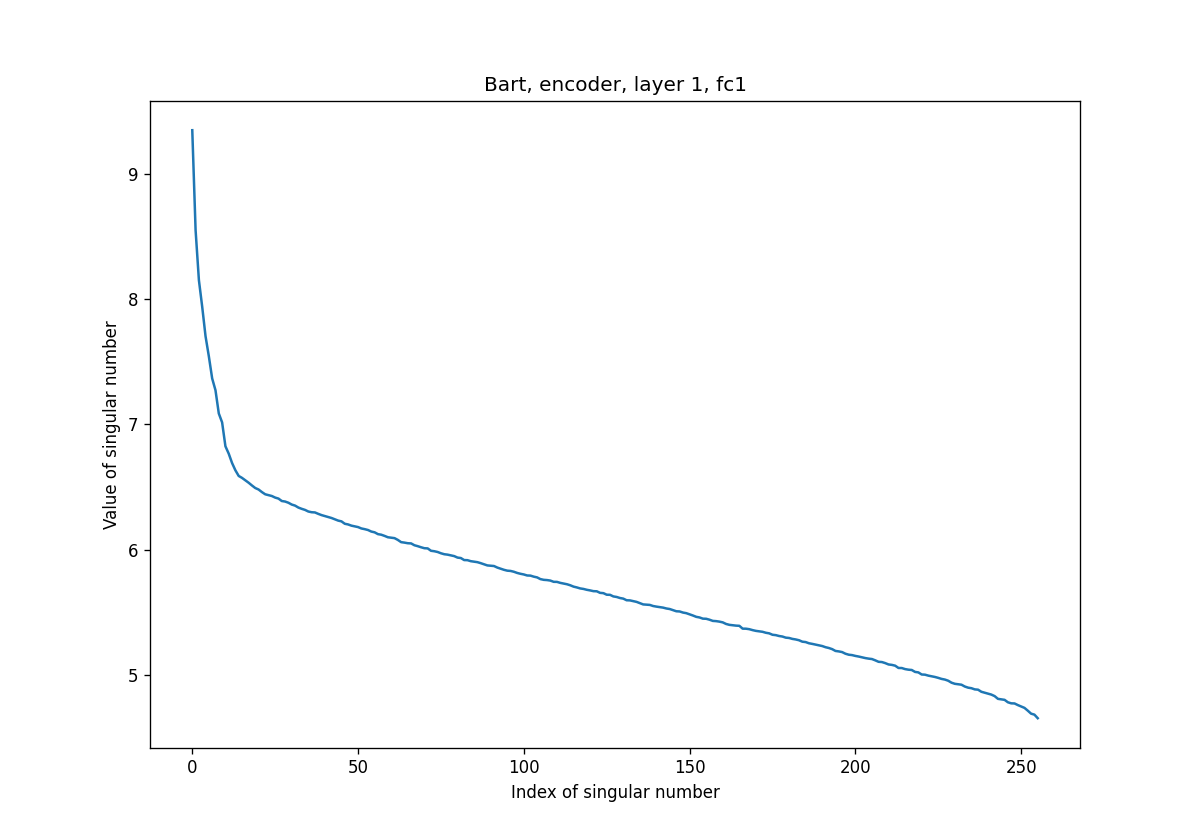 Bart, encoder, layer 1, fc1
Value of singular number
9
8
7
6
5
0 50 100 150 200 250
Index of singular number